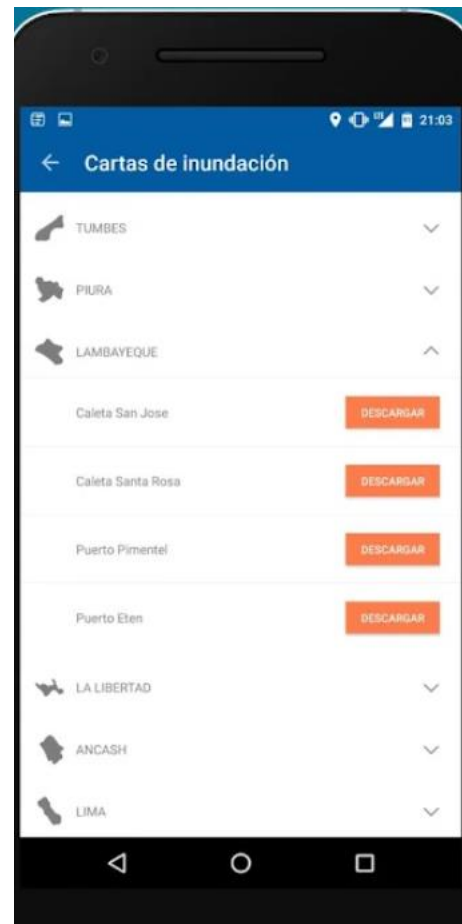 21:03
Cartas de inundación
TUMBES
PIURA
LAMBAYEQUE
Caleta San Jose DESCARGAR
Caleta Santa Rosa DESCARGAR
Puerto Pimentel DESCARGAR
Puerto Eten DESCARGAR
LA LIBERTAD
ANCASH
LIMA